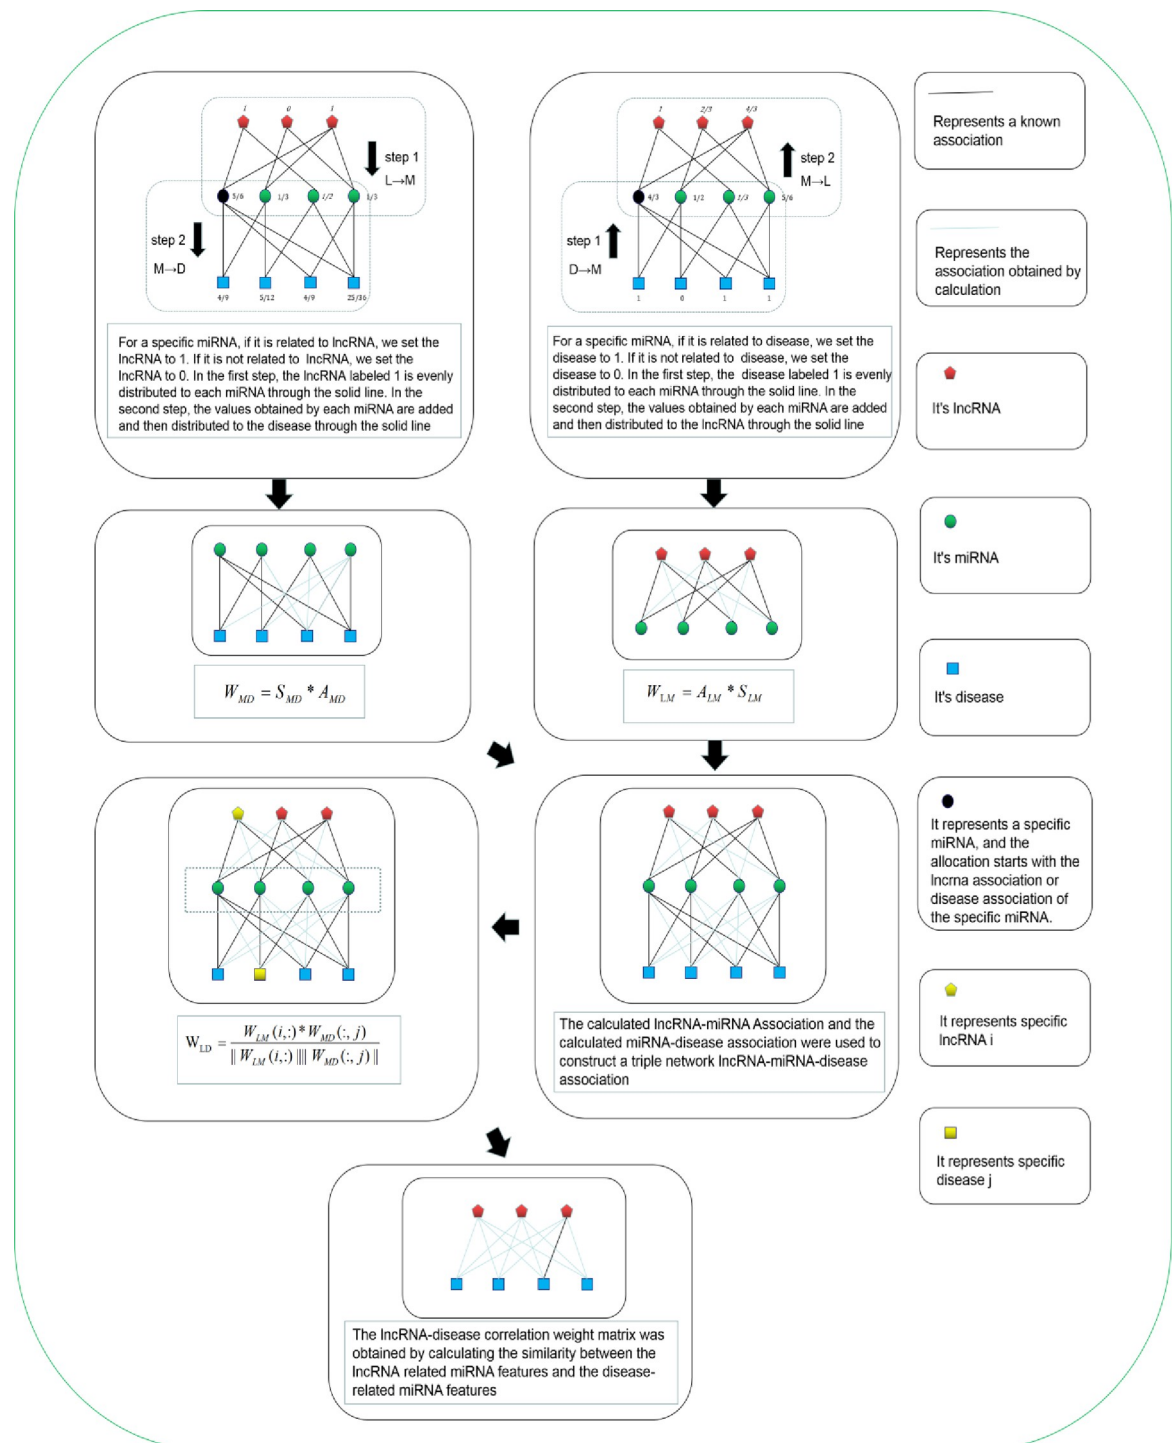 1 0 1
step 1
L→M
5/6 1/3 1/2 1/3
step 2
M→D
4/9 5/12 4/9 25/36
For a specific miRNA, if it is related to lncRNA, we set the
lncRNA to 1. If it is not related to lncRNA, we set the
lncRNA to 0. In the first step, the lncRNA labeled 1 is evenly
distributed to each miRNA through the solid line. In the
second step, the values obtained by each miRNA are added
and then distributed to the disease through the solid line
1 2/3 4/3
step 2
M→L
4/3 1/2 2/3 5/6
step 1
D→M
1 0 1 1
For a specific miRNA, if it is related to disease, we set the
disease to 1. If it is not related to disease, we set the
disease to 0. In the first step, the disease labeled 1 is evenly
distributed to each miRNA through the solid line. In the
second step, the values obtained by each miRNA are added
and then distributed to the lncRNA through the solid line
W_MD = S_MD * A_MD
W_LM = A_LM * S_LM
W_LD = W_LM(i,:) * W_MD(:, j) / || W_LM(i,:) |||| W_MD(:, j) ||
The calculated lncRNA-miRNA Association and the
calculated miRNA-disease association were used to
construct a triple network lncRNA-miRNA-disease
association
The lncRNA-disease correlation weight matrix was
obtained by calculating the similarity between the
lncRNA related miRNA features and the disease-
related miRNA features
Represents a known
association
Represents the
association obtained by
calculation
It's lncRNA
It's miRNA
It's disease
It represents a specific
miRNA, and the
allocation starts with the
lncrna association or
disease association of
the specific miRNA.
It represents specific
lncRNA i
It represents specific
disease j